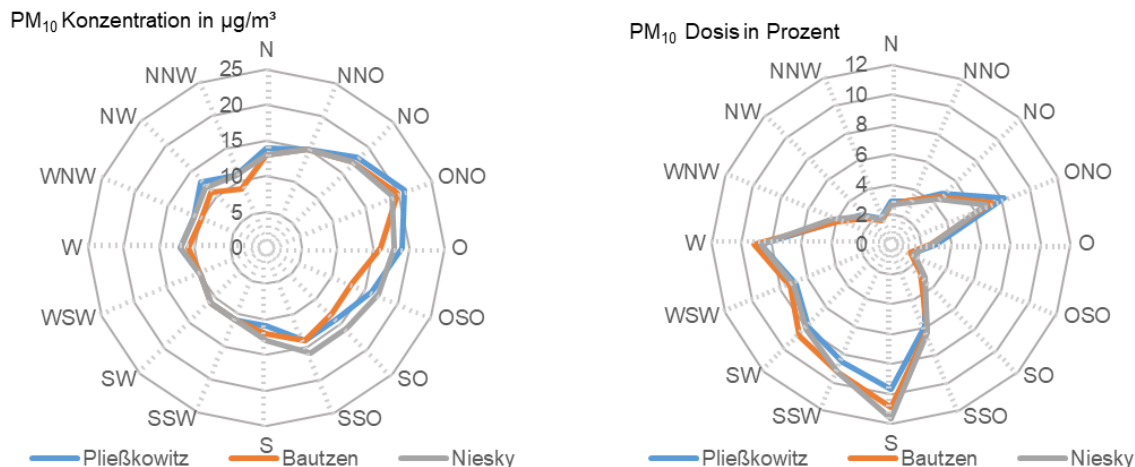 PM₁₀ Konzentration in µg/m³
N
NNW
NNO
25
20
NW
NO
15
WNW
10
ONO
5
W
0
O
WSW
OSO
SW
SO
SSW
SSO
S
Pließkowitz
Bautzen
Niesky
PM₁₀ Dosis in Prozent
N
12
NNW
NNO
10
NW
8
NO
6
WNW
4
ONO
2
W
0
O
WSW
OSO
SW
SO
SSW
SSO
S
Pließkowitz
Bautzen
Niesky